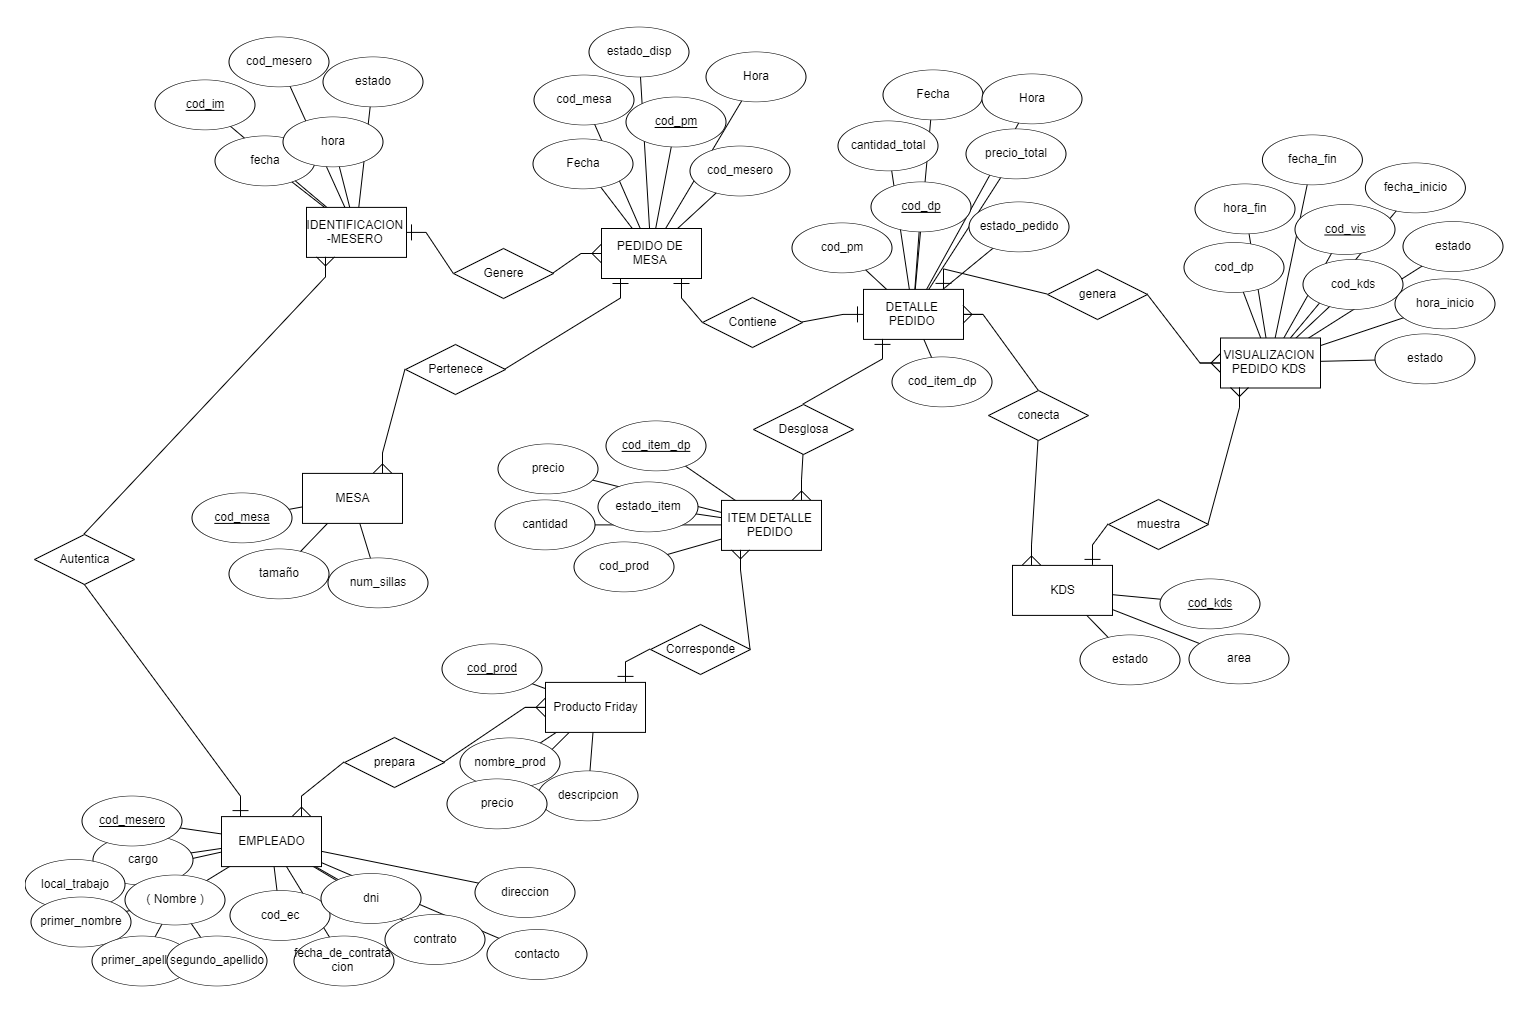 estado_disp
cod_mesero
Hora
estado
cod_im
cod_mesa
cod_pm
hora
fecha
Fecha
cod_mesero
IDENTIFICACION
-MESERO
Genere
PEDIDO DE
MESA
Fecha
Hora
cantidad_total
precio_total
cod_dp
estado_pedido
cod_pm
DETALLE
PEDIDO
cod_item_dp
genera
fecha_fin
fecha_inicio
hora_fin
cod_vis
estado
cod_dp
cod_kds
hora_inicio
VISUALIZACION
PEDIDO KDS
estado
Contiene
Pertenece
conecta
Desglosa
MESA
cod_mesa
tamaño
num_sillas
cod_item_dp
precio
estado_item
cantidad
ITEM DETALLE
PEDIDO
cod_prod
muestra
KDS
cod_kds
estado
area
Autentica
Corresponde
cod_prod
Producto Friday
nombre_prod
precio
descripcion
prepara
cod_mesero
EMPLEADO
cargo
local_trabajo
( Nombre )
primer_nombre
primer_apell
segundo_apellido
cod_ec
dni
direccion
fecha_de_contrata
cion
contrato
contacto